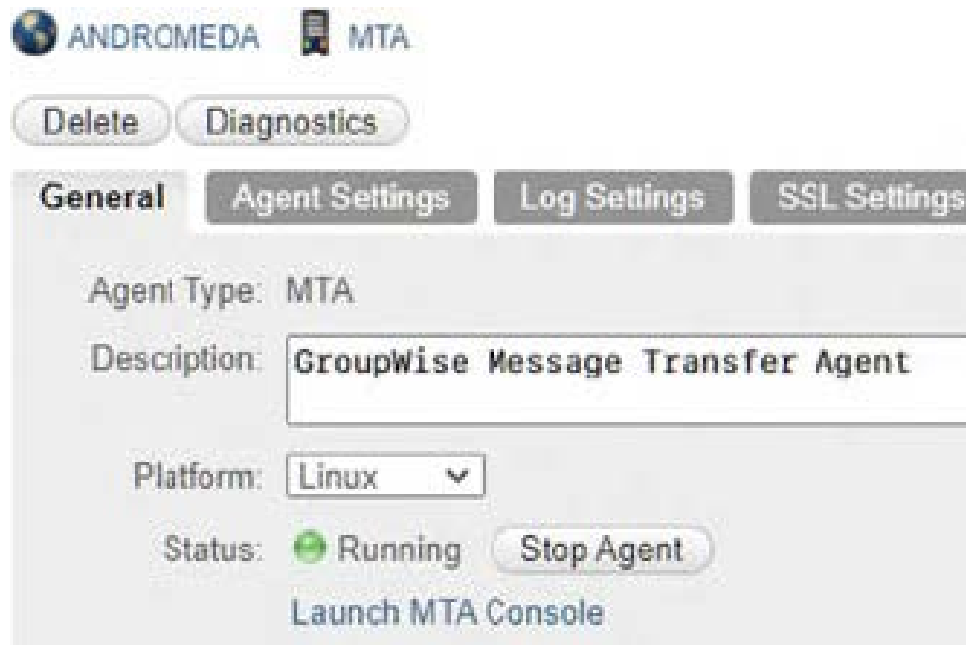 ANDROMEDA MTA
Delete Diagnostics
General Agent Settings Log Settings SSL Settings
Agent Type: MTA
Description: GroupWise Message Transfer Agent
Platform: Linux
Status: Running Stop Agent
Launch MTA Console